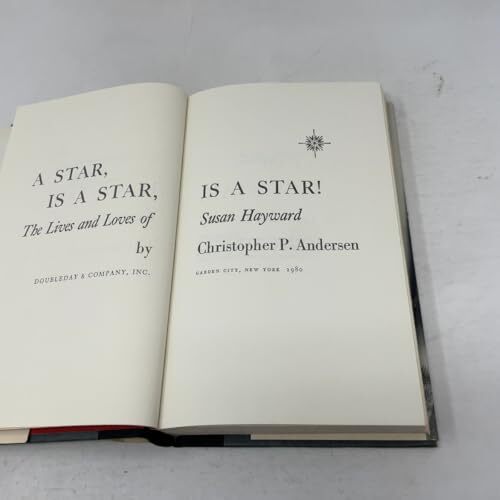 A STAR,
IS A STAR,
The Lives and Loves of
by
DOUBLEDAY & COMPANY, INC.
IS A STAR!
Susan Hayward
Christopher P. Andersen
GARDEN CITY, NEW YORK 1980